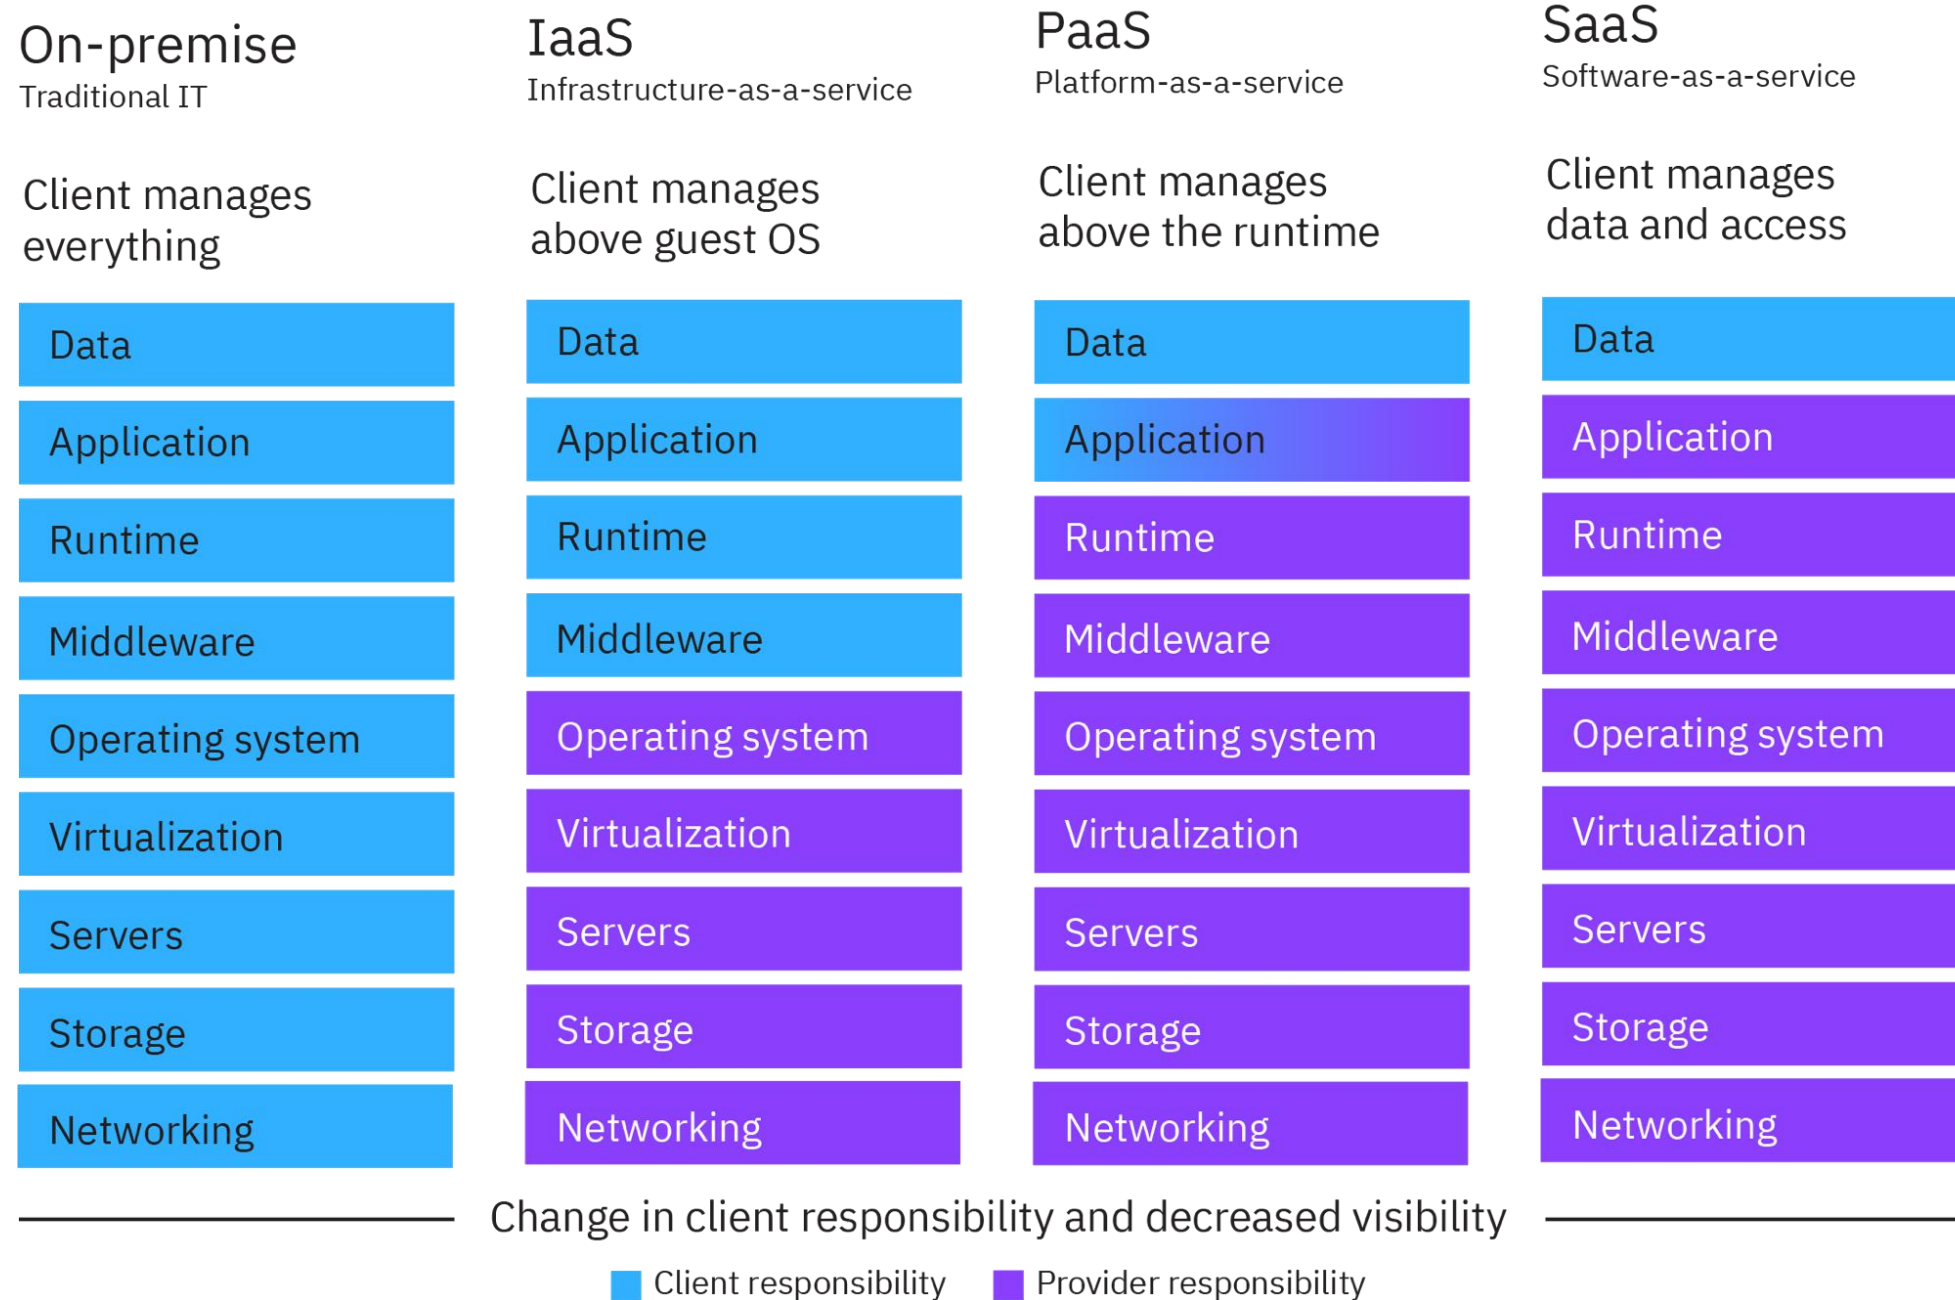 On-premise
Traditional IT
Client manages
everything
Data
Application
Runtime
Middleware
Operating system
Virtualization
Servers
Storage
Networking
IaaS
Infrastructure-as-a-service
Client manages
above guest OS
Data
Application
Runtime
Middleware
Operating system
Virtualization
Servers
Storage
Networking
PaaS
Platform-as-a-service
Client manages
above the runtime
Data
Application
Runtime
Middleware
Operating system
Virtualization
Servers
Storage
Networking
SaaS
Software-as-a-service
Client manages
data and access
Data
Application
Runtime
Middleware
Operating system
Virtualization
Servers
Storage
Networking
Change in client responsibility and decreased visibility
Client responsibility
Provider responsibility